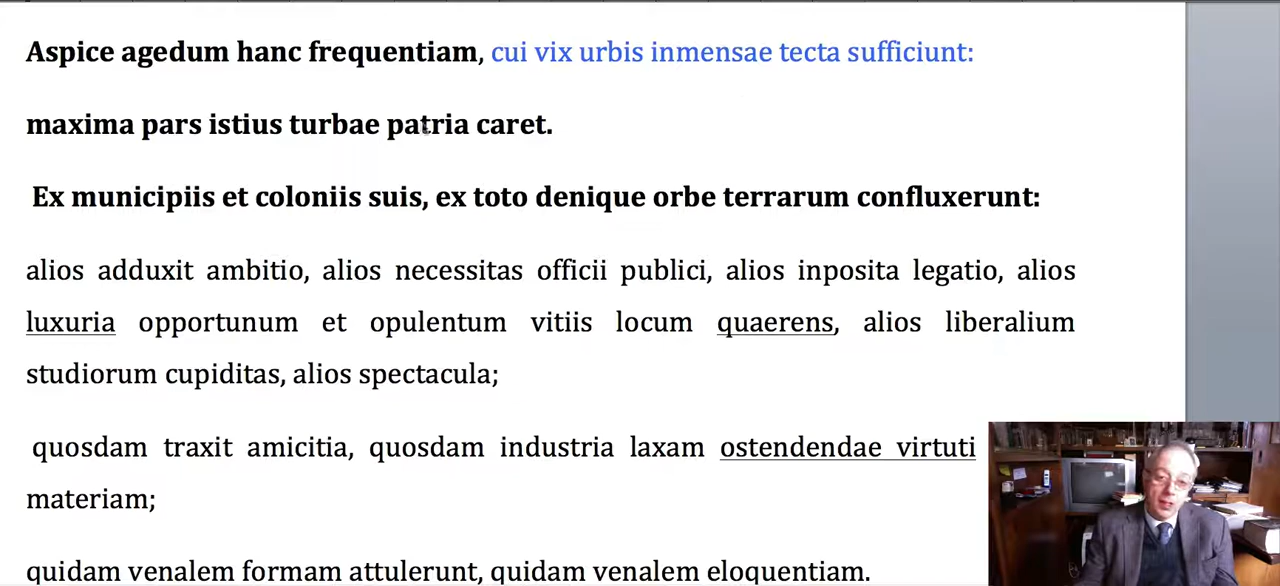 Aspice agedum hanc frequentiam, cui vix urbis inmensae tecta sufficiunt:
maxima pars istius turbae patria caret.
Ex municipiis et coloniis suis, ex toto denique orbe terrarum confluxerunt:
alios adduxit ambitio, alios necessitas officii publici, alios inposita legatio, alios
luxuria opportunum et opulentum vitiis locum quaerens, alios liberalium
studiorum cupiditas, alios spectacula;
quosdam traxit amicitia, quosdam industria laxam ostendendae virtuti
materiam;
quidam venalem formam attulerunt, quidam venalem eloquentiam.